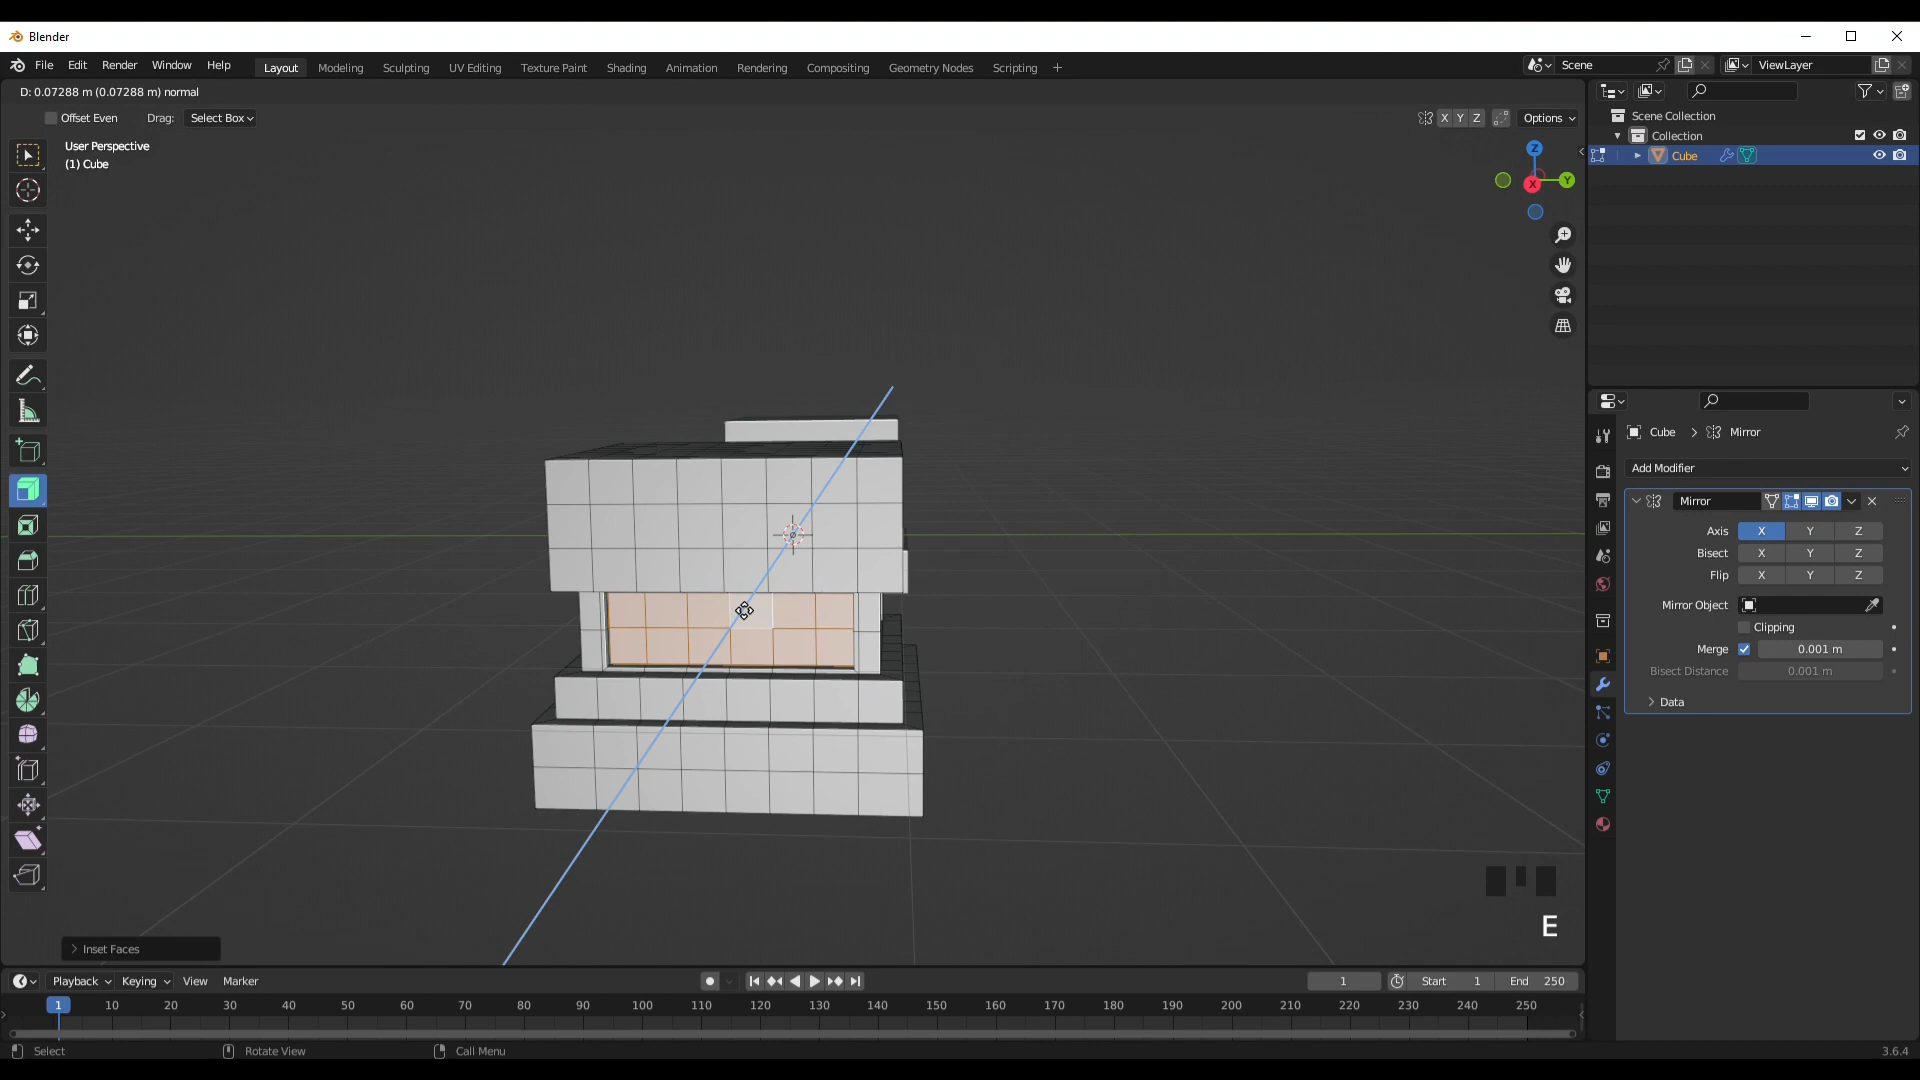 Blender
File Edit Render Window Help Layout Modeling Sculpting UV Editing Texture Paint Shading Animation Rendering Compositing Geometry Nodes Scripting + Scene ViewLayer
D: 0.07288 m (0.07288 m) normal
Offset Even Drag: Select Box X Y Z Options
User Perspective
(1) Cube
Z
Y
X
Scene Collection
Collection
Cube
Cube > Mirror
Add Modifier
Mirror
Axis X Y Z
Bisect X Y Z
Flip X Y Z
Mirror Object
Clipping
Merge 0.001 m
Bisect Distance 0.001 m
> Data
E
> Inset Faces
Playback Keying View Marker 1 Start 1 End 250
1 10 20 30 40 50 60 70 80 90 100 110 120 130 140 150 160 170 180 190 200 210 220 230 240 250
Select Rotate View Call Menu 3.6.4